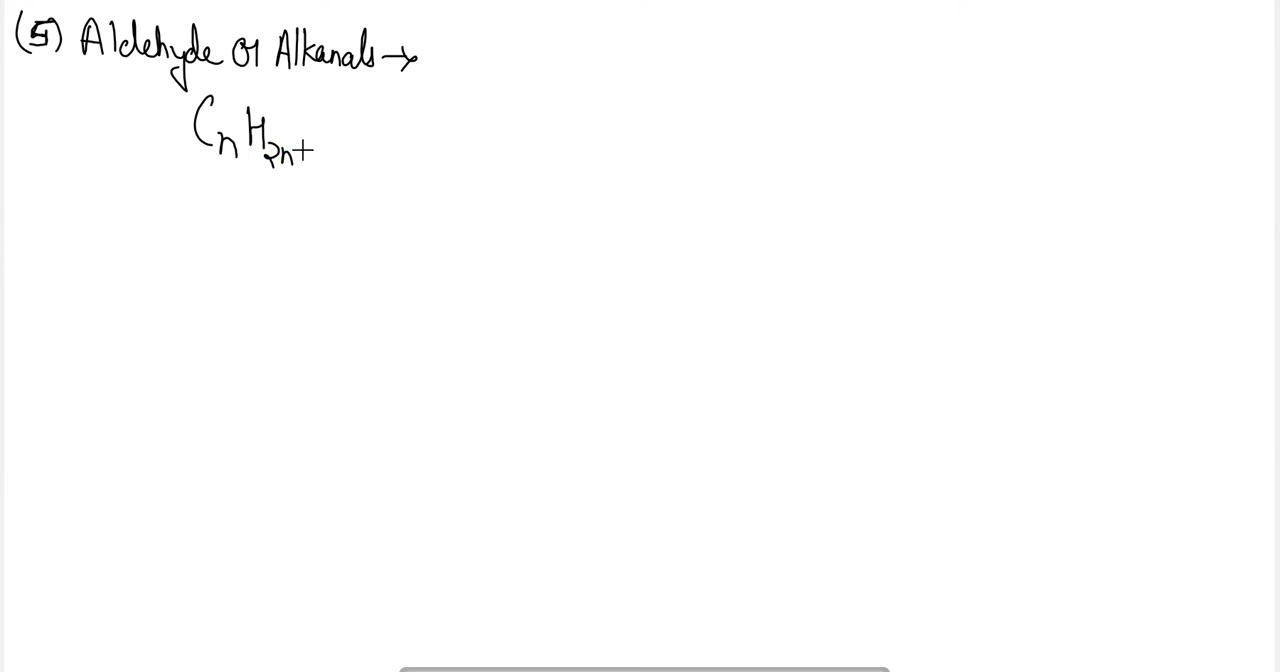 (5) Aldehyde or Alkanals →
CnH2n+